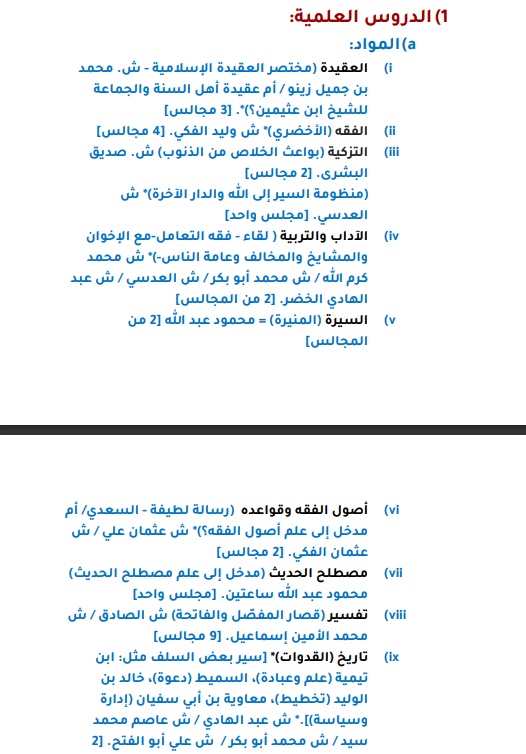 1) الدروس العلمية:
a) المواد:
i) العقيدة (مختصر العقيدة الإسلامية - ش. محمد
بن جميل زينو / أم عقيدة أهل السنة والجماعة
للشيخ ابن عثيمين؟)*. [3 مجالس]
ii) الفقه (الأخضري)* ش وليد الفكي. [4 مجالس]
iii) التزكية (بواعث الخلاص من الذنوب) ش. صديق
البشرى. [2 مجالس]
(منظومة السير إلى الله والدار الآخرة)* ش
العدسي. [مجلس واحد]
iv) الآداب والتربية ( لقاء - فقه التعامل-مع الإخوان
والمشايخ والمخالف وعامة الناس-)* ش محمد
كرم الله / ش محمد أبو بكر / ش العدسي / ش عبد
الهادي الخضر. [2 من المجالس]
v) السيرة (المنيرة) = محمود عبد الله [2 من
المجالس]
vi) أصول الفقه وقواعده (رسالة لطيفة - السعدي/ أم
مدخل إلى علم أصول الفقه؟)* ش عثمان علي / ش
عثمان الفكي. [2 مجالس]
vii) مصطلح الحديث (مدخل إلى علم مصطلح الحديث)
محمود عبد الله ساعتين. [مجلس واحد]
viii) تفسير (قصار المفصّل والفاتحة) ش الصادق / ش
محمد الأمين إسماعيل. [9 مجالس]
ix) تاريخ (القدوات)* [سير بعض السلف مثل: ابن
تيمية (علم وعبادة)، السميط (دعوة)، خالد بن
الوليد (تخطيط)، معاوية بن أبي سفيان (إدارة
وسياسة)].* ش عبد الهادي / ش عاصم محمد
سيد / ش محمد أبو بكر / ش علي أبو الفتح. [2